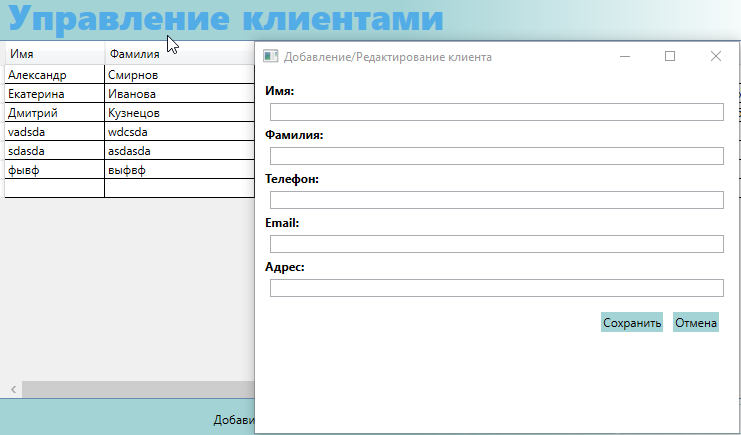 Управление клиентами
Имя Фамилия
Александр Смирнов
Екатерина Иванова
Дмитрий Кузнецов
vadsda wdcsda
sdasda asdasda
фывф выфвф
Добави
Добавление/Редактирование клиента
Имя:
Фамилия:
Телефон:
Email:
Адрес:
Сохранить Отмена